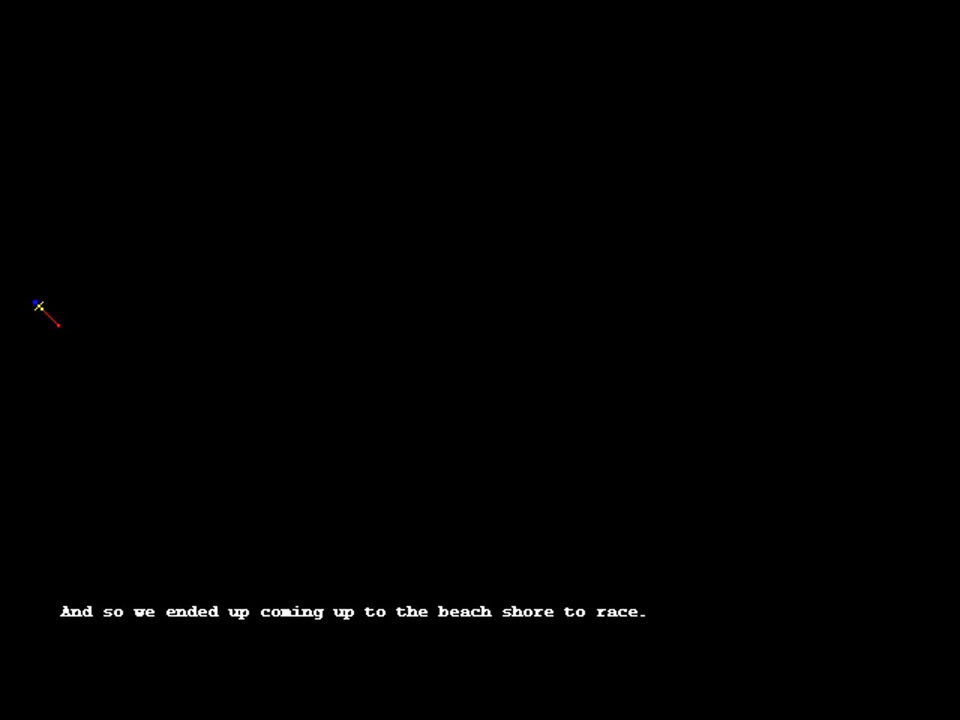 And so we ended up coming up to the beach shore to race.